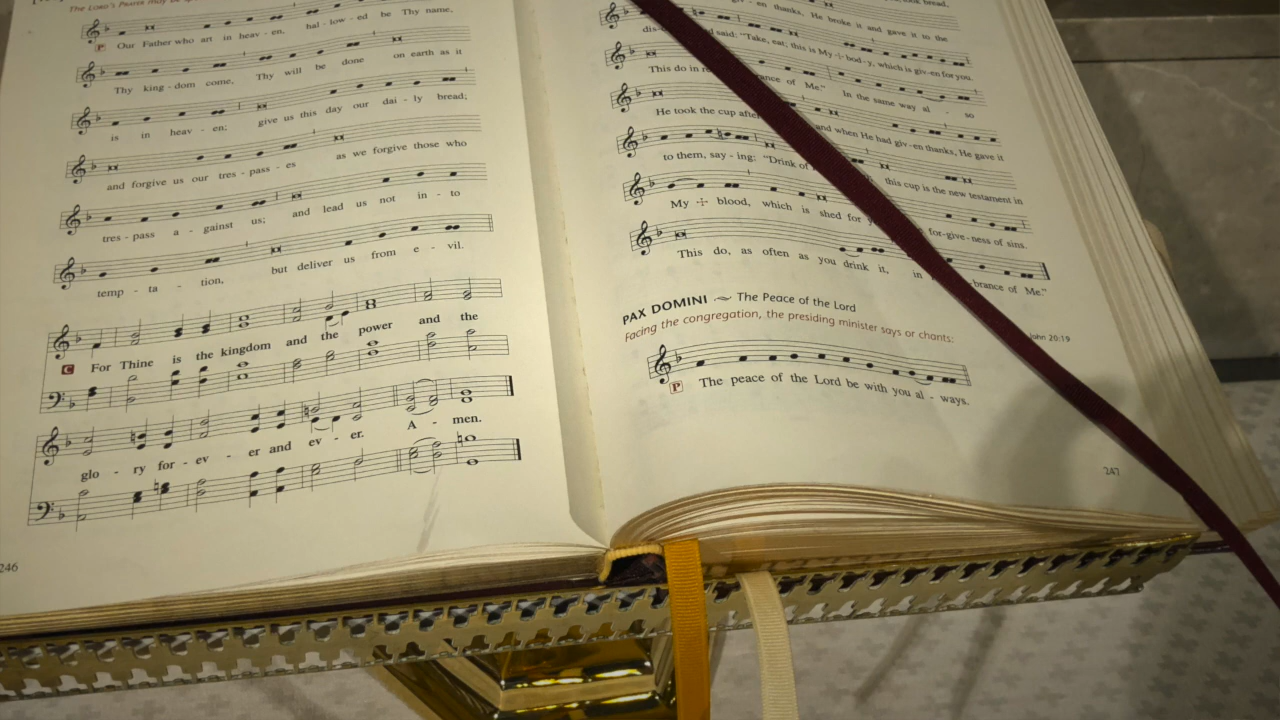 The Lord's Prayer may be
P Our Father who art in heav - en, hal - low - ed be Thy name,
Thy king - dom come, Thy will be done on earth as it
is in heav - en; give us this day our dai - ly bread;
and forgive us our tres - pass - es as we forgive those who
tres - pass a - gainst us; and lead us not in - to
temp - ta - tion, but deliver us from e - vil.
C For Thine is the kingdom and the power and the
glo - ry for - ev - er and ev - er. A - men.
246
en thanks, He broke it and gave it to the
said: "Take, eat; this is My ☩ bod - y, which is giv-en for you.
This do in of Me." In the same way al - so
He took the cup and when He had giv-en thanks, He gave it
to them, say - ing: "Drink of this cup is the new testament in
My ☩ blood, which is shed for for-give-ness of sins.
This do, as often as you drink it, in of Me."
PAX DOMINI ~ The Peace of the Lord
Facing the congregation, the presiding minister says or chants:
John 20:19
P The peace of the Lord be with you al - ways.
247